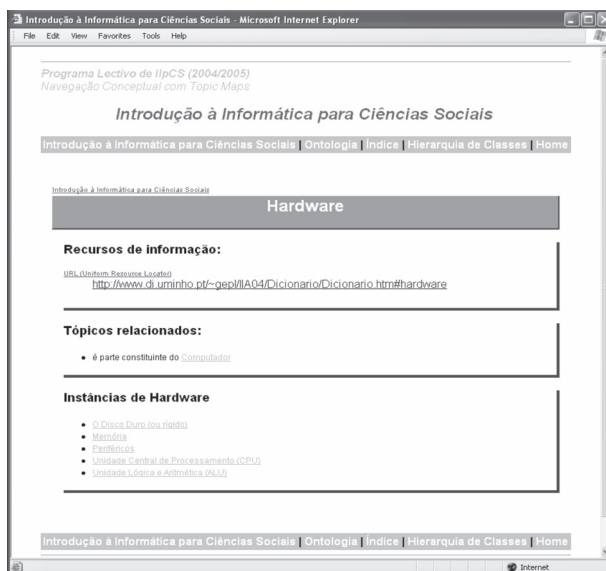 Introdução à Informática para Ciências Sociais - Microsoft Internet Explorer
File Edit View Favorites Tools Help
Programa Lectivo de IIpCS (2004/2005)
Navegação Conceptual com Topic Maps
Introdução à Informática para Ciências Sociais
Introdução à Informática para Ciências Sociais | Ontologia | Índice | Hierarquia de Classes | Home
Introdução à Informática para Ciências Sociais
Hardware
Recursos de informação:
URL (Uniform Resource Locator)
http://www.di.uminho.pt/~gepl/IIA04/Dicionario/Dicionario.htm#hardware
Tópicos relacionados:
• é parte constituinte do Computador
Instâncias de Hardware
• O Disco Duro (ou rígido)
• Memória
• Periféricos
• Unidade Central de Processamento (CPU)
• Unidade Lógica e Aritmética (ALU)
Introdução à Informática para Ciências Sociais | Ontologia | Índice | Hierarquia de Classes | Home
Internet